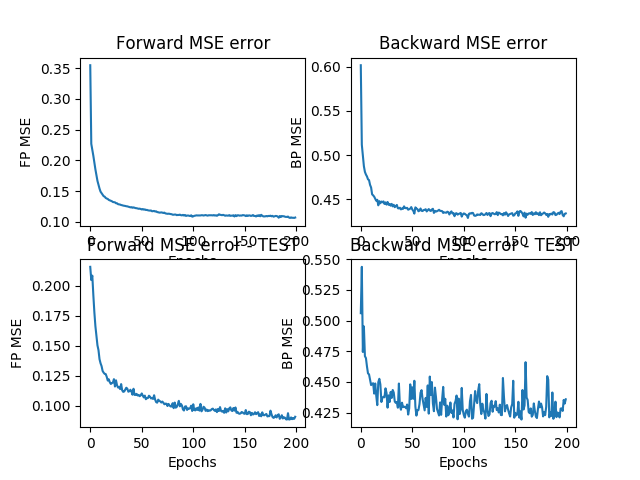 Forward MSE error
FP MSE
0.35
0.30
0.25
0.20
0.15
0.10
0 50 100 150 200
Epochs
Backward MSE error
BP MSE
0.60
0.55
0.50
0.45
0 50 100 150 200
Epochs
Forward MSE error - TEST
FP MSE
0.200
0.175
0.150
0.125
0.100
0 50 100 150 200
Epochs
Backward MSE error - TEST
BP MSE
0.550
0.525
0.500
0.475
0.450
0.425
0 50 100 150 200
Epochs